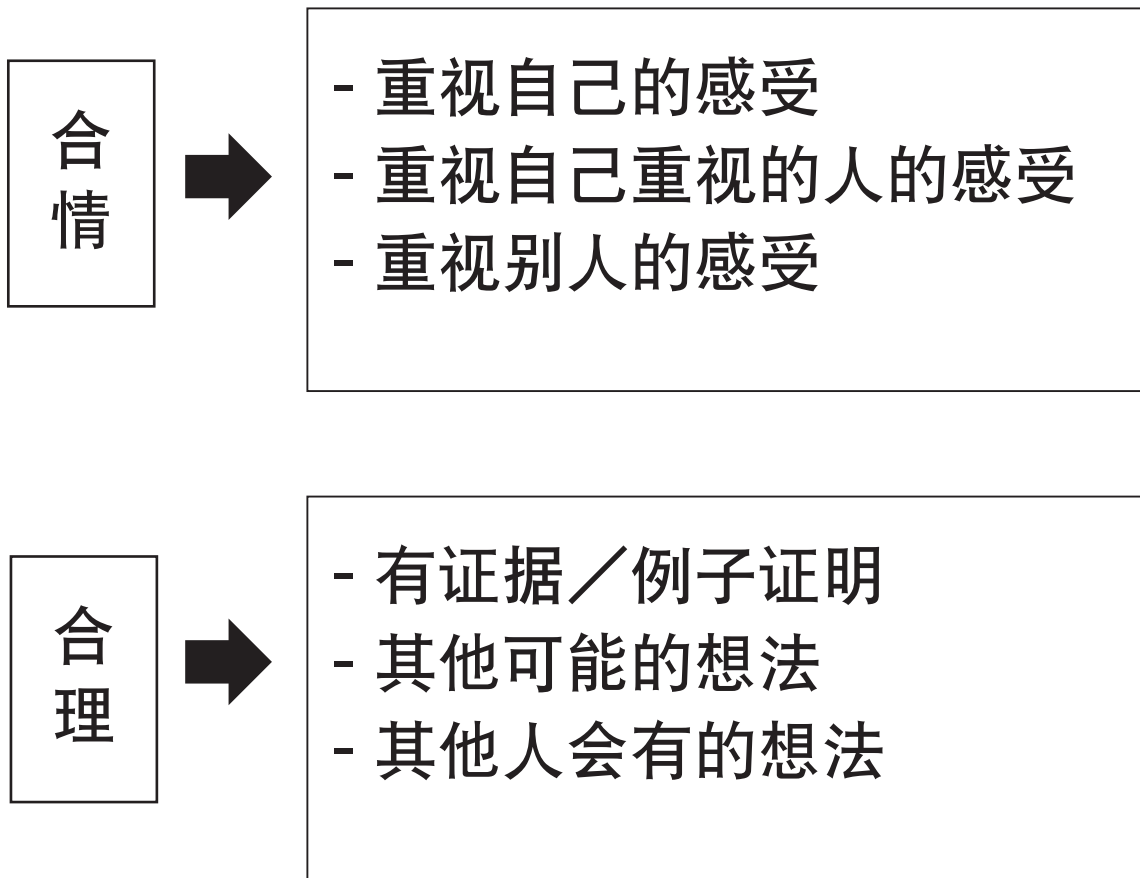 合
情
- 重视自己的感受
- 重视自己重视的人的感受
- 重视别人的感受
合
理
- 有证据／例子证明
- 其他可能的想法
- 其他人会有的想法